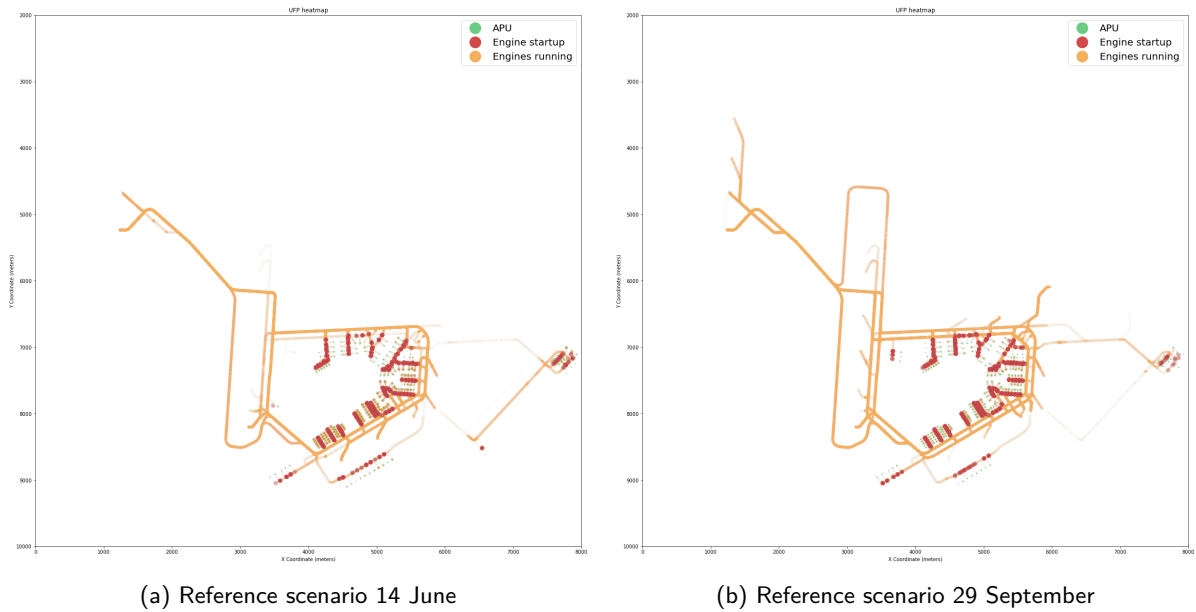 UFP heatmap
APU
Engine startup
Engines running
2000
3000
4000
5000
6000
7000
8000
9000
10000
Y Coordinate (meters)
0
1000
2000
3000
4000
5000
6000
7000
8000
X Coordinate (meters)
(a) Reference scenario 14 June
UFP heatmap
APU
Engine startup
Engines running
2000
3000
4000
5000
6000
7000
8000
9000
10000
Y Coordinate (meters)
0
1000
2000
3000
4000
5000
6000
7000
8000
X Coordinate (meters)
(b) Reference scenario 29 September